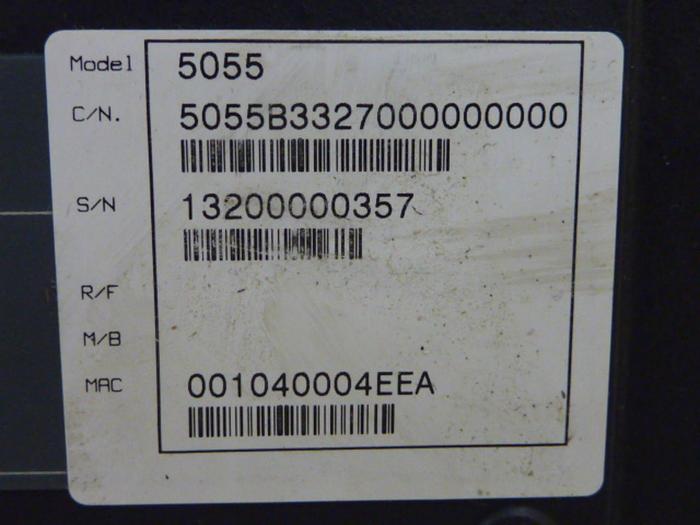 Model 5055
C/N. 5055B3327000000000
S/N 13200000357
R/F
M/B
MAC 001040004EEA